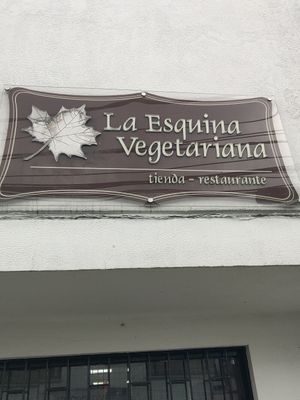 La Esquina
Vegetariana
tienda - restaurante